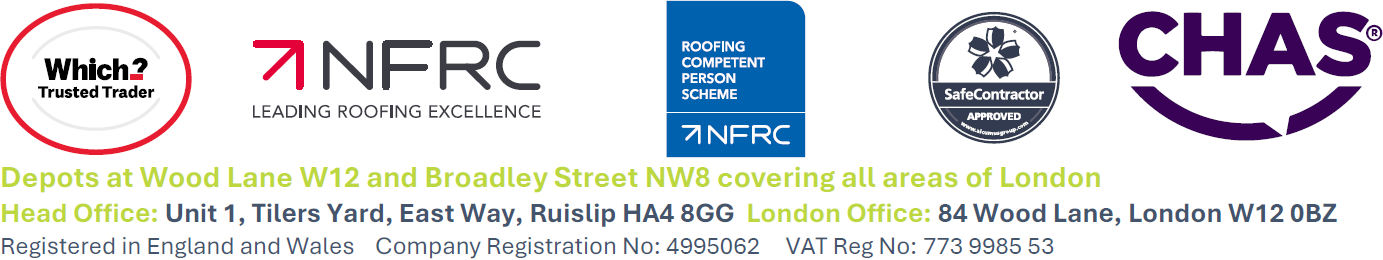 Which?
Trusted Trader
NFRC
LEADING ROOFING EXCELLENCE
ROOFING
COMPETENT
PERSON
SCHEME
NFRC
SafeContractor
APPROVED
www.alcumusgroup.com
CHAS®
Depots at Wood Lane W12 and Broadley Street NW8 covering all areas of London
Head Office: Unit 1, Tilers Yard, East Way, Ruislip HA4 8GG London Office: 84 Wood Lane, London W12 0BZ
Registered in England and Wales Company Registration No: 4995062 VAT Reg No: 773 9985 53